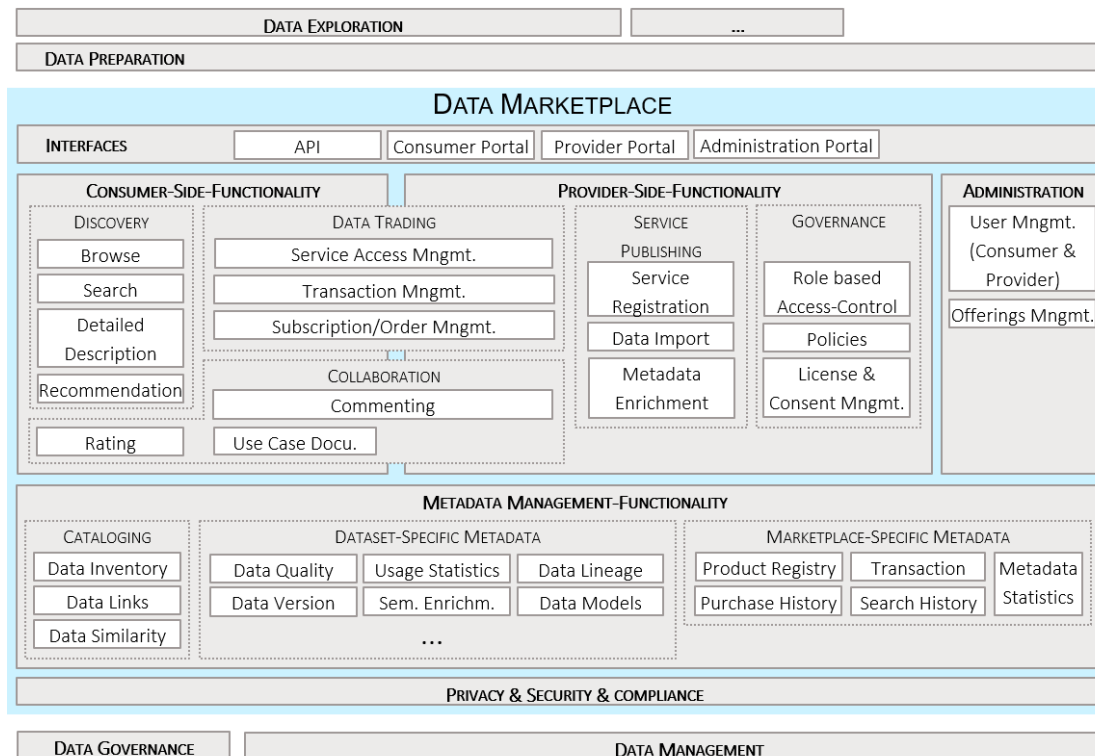 DATA EXPLORATION
...
DATA PREPARATION
DATA MARKETPLACE
INTERFACES
API
Consumer Portal
Provider Portal
Administration Portal
CONSUMER-SIDE-FUNCTIONALITY
DISCOVERY
Browse
Search
Detailed
Description
Recommendation
DATA TRADING
Service Access Mngmt.
Transaction Mngmt.
Subscription/Order Mngmt.
COLLABORATION
Commenting
Rating
Use Case Docu.
PROVIDER-SIDE-FUNCTIONALITY
SERVICE
PUBLISHING
Service
Registration
Data Import
Metadata
Enrichment
GOVERNANCE
Role based
Access-Control
Policies
License &
Consent Mngmt.
ADMINISTRATION
User Mngmt.
(Consumer &
Provider)
Offerings Mngmt.
METADATA MANAGEMENT-FUNCTIONALITY
CATALOGING
Data Inventory
Data Links
Data Similarity
DATASET-SPECIFIC METADATA
Data Quality
Usage Statistics
Data Lineage
Data Version
Sem. Enrichm.
Data Models
...
MARKETPLACE-SPECIFIC METADATA
Product Registry
Transaction
Purchase History
Search History
Metadata
Statistics
PRIVACY & SECURITY & COMPLIANCE
DATA GOVERNANCE
DATA MANAGEMENT